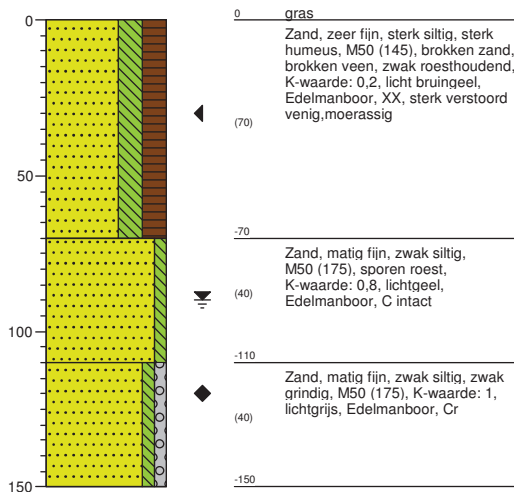 0
0
gras
Zand, zeer fijn, sterk siltig, sterk
humeus, M50 (145), brokken zand,
brokken veen, zwak roesthoudend,
K-waarde: 0,2, licht bruingeel,
Edelmanboor, XX, sterk verstoord
venig,moerassig
(70)
50
-70
Zand, matig fijn, zwak siltig,
M50 (175), sporen roest,
K-waarde: 0,8, lichtgeel,
Edelmanboor, C intact
(40)
100
-110
Zand, matig fijn, zwak siltig, zwak
grindig, M50 (175), K-waarde: 1,
lichtgrijs, Edelmanboor, Cr
(40)
150
-150